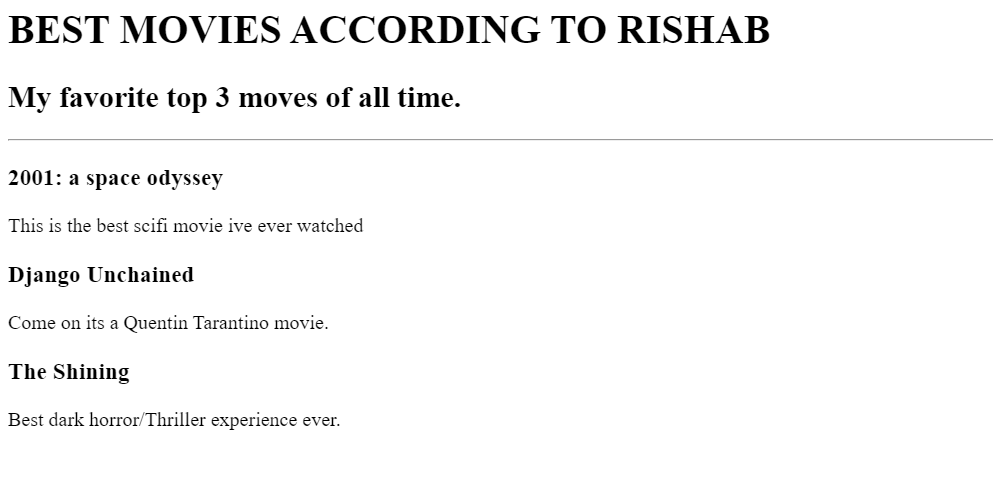 BEST MOVIES ACCORDING TO RISHAB
My favorite top 3 moves of all time.
2001: a space odyssey
This is the best scifi movie ive ever watched
Django Unchained
Come on its a Quentin Tarantino movie.
The Shining
Best dark horror/Thriller experience ever.